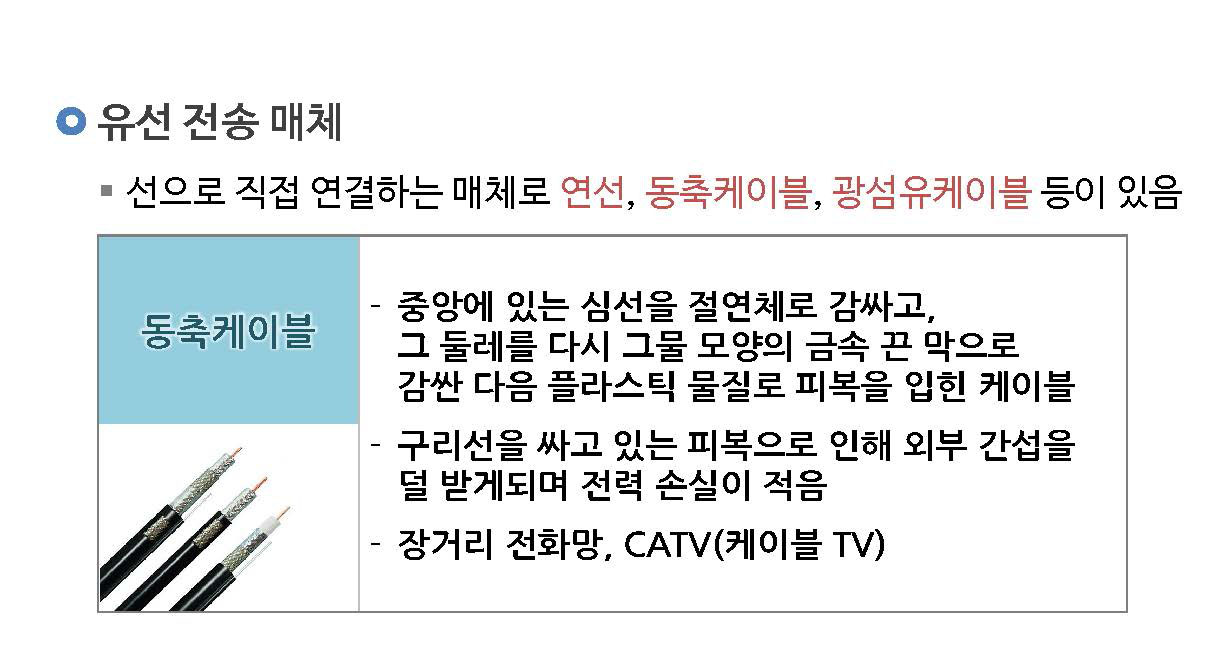 유선 전송 매체
선으로 직접 연결하는 매체로 연선, 동축케이블, 광섬유케이블 등이 있음
동축케이블
- 중앙에 있는 심선을 절연체로 감싸고,
그 둘레를 다시 그물 모양의 금속 끈 막으로
감싼 다음 플라스틱 물질로 피복을 입힌 케이블
- 구리선을 싸고 있는 피복으로 인해 외부 간섭을
덜 받게되며 전력 손실이 적음
- 장거리 전화망, CATV(케이블 TV)